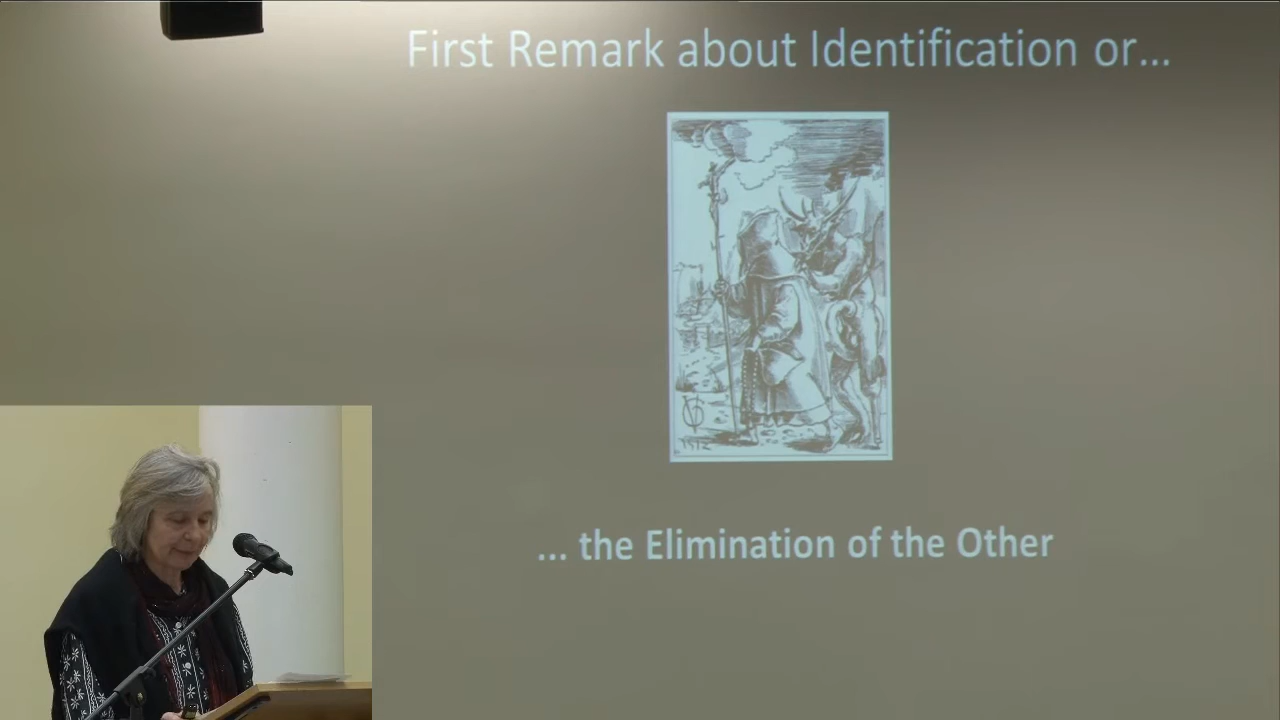 First Remark about Identification or...
... the Elimination of the Other